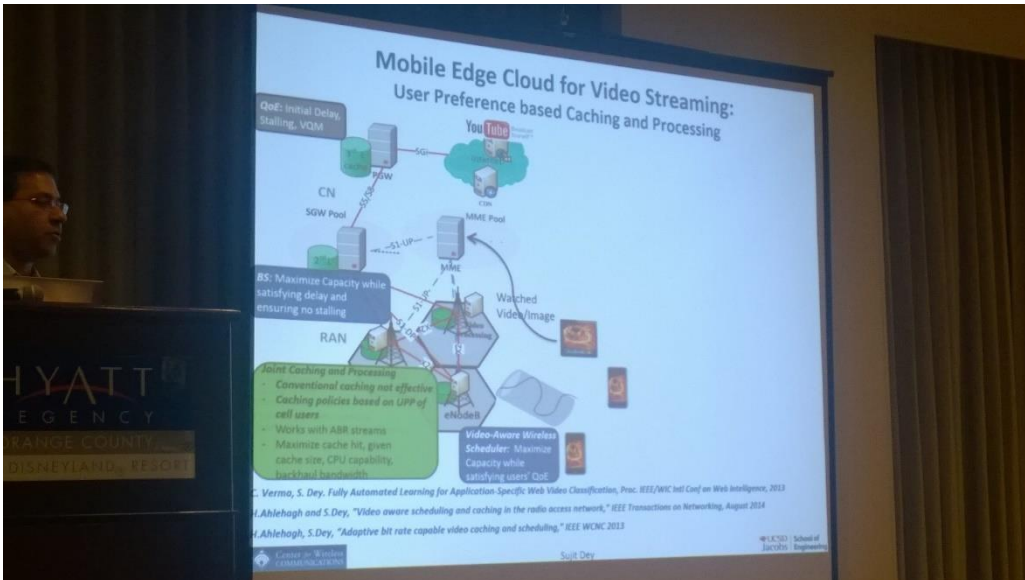 Mobile Edge Cloud for Video Streaming:
User Preference based Caching and Processing
QoE: Initial Delay,
Stalling, VQM
You Tube
SGi
PGW
CDN
CN
S5/S8
SGW Pool
MME Pool
S1-UP
MME
BS: Maximize Capacity while
satisfying delay and
ensuring no stalling
Watched
Video/Image
RAN
Joint Caching and Processing
- Conventional caching not effective
- Caching policies based on UPP of
cell users
- Works with ABR streams
- Maximize cache hit, given
cache size, CPU capability,
backhaul bandwidth
eNodeB
Video-Aware Wireless
Scheduler: Maximize
Capacity while
satisfying users' QoE
C. Verma, S. Dey. Fully Automated Learning for Application-Specific Web Video Classification, Proc. IEEE/WIC Intl Conf on Web Intelligence, 2013
H.Ahlehagh and S.Dey, "Video aware scheduling and caching in the radio access network," IEEE Transactions on Networking, August 2014
H.Ahlehagh, S.Dey, "Adaptive bit rate capable video caching and scheduling," IEEE WCNC 2013
Center for Wireless
COMMUNICATIONS
Sujit Dey
UCSD
Jacobs
School of
Engineering
HYATT
REGENCY
ORANGE COUNTY
DISNEYLAND RESORT